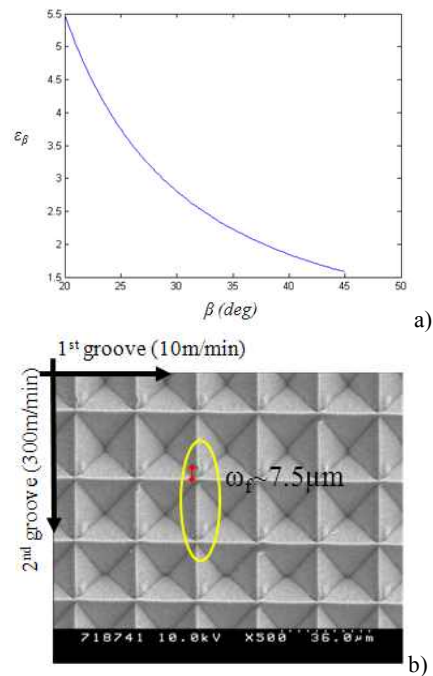 5.5
5
4.5
4
3.5
3
2.5
2
1.5
εβ
20 25 30 35 40 45 50
β (deg)
a)
1st groove (10m/min)
2nd groove (300m/min)
ωf~7.5μm
718741 10.0kV X500 36.0μm
b)